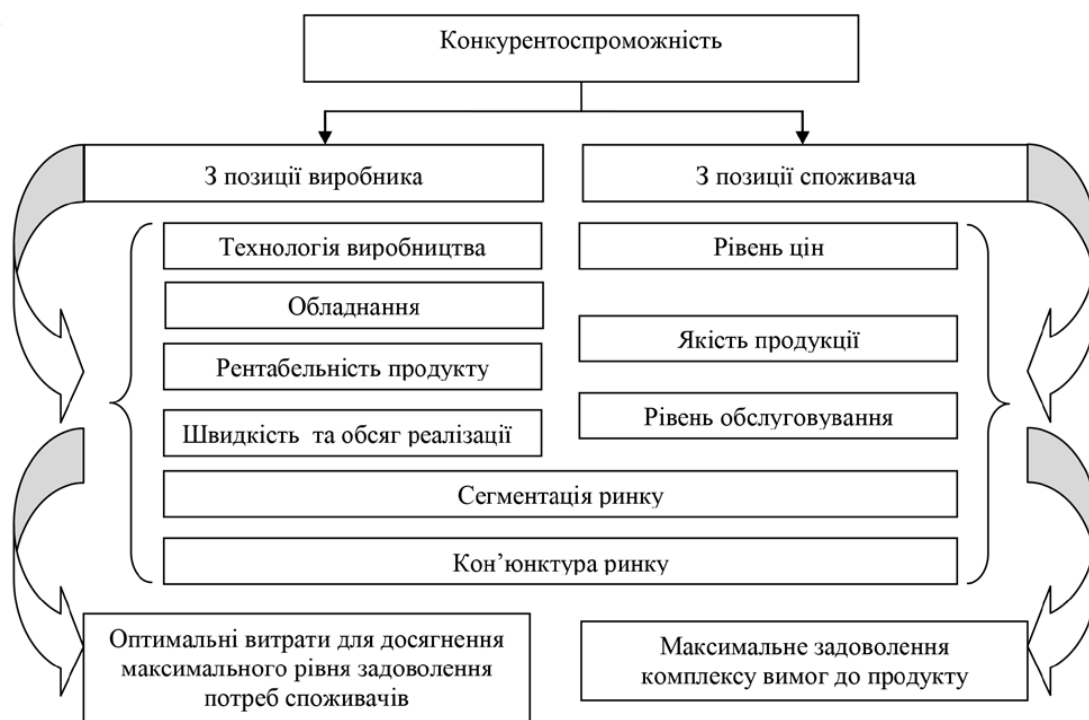 Конкурентоспроможність
З позиції виробника
З позиції споживача
Технологія виробництва
Рівень цін
Обладнання
Якість продукції
Рентабельність продукту
Рівень обслуговування
Швидкість та обсяг реалізації
Сегментація ринку
Кон’юнктура ринку
Оптимальні витрати для досягнення
максимального рівня задоволення
потреб споживачів
Максимальне задоволення
комплексу вимог до продукту